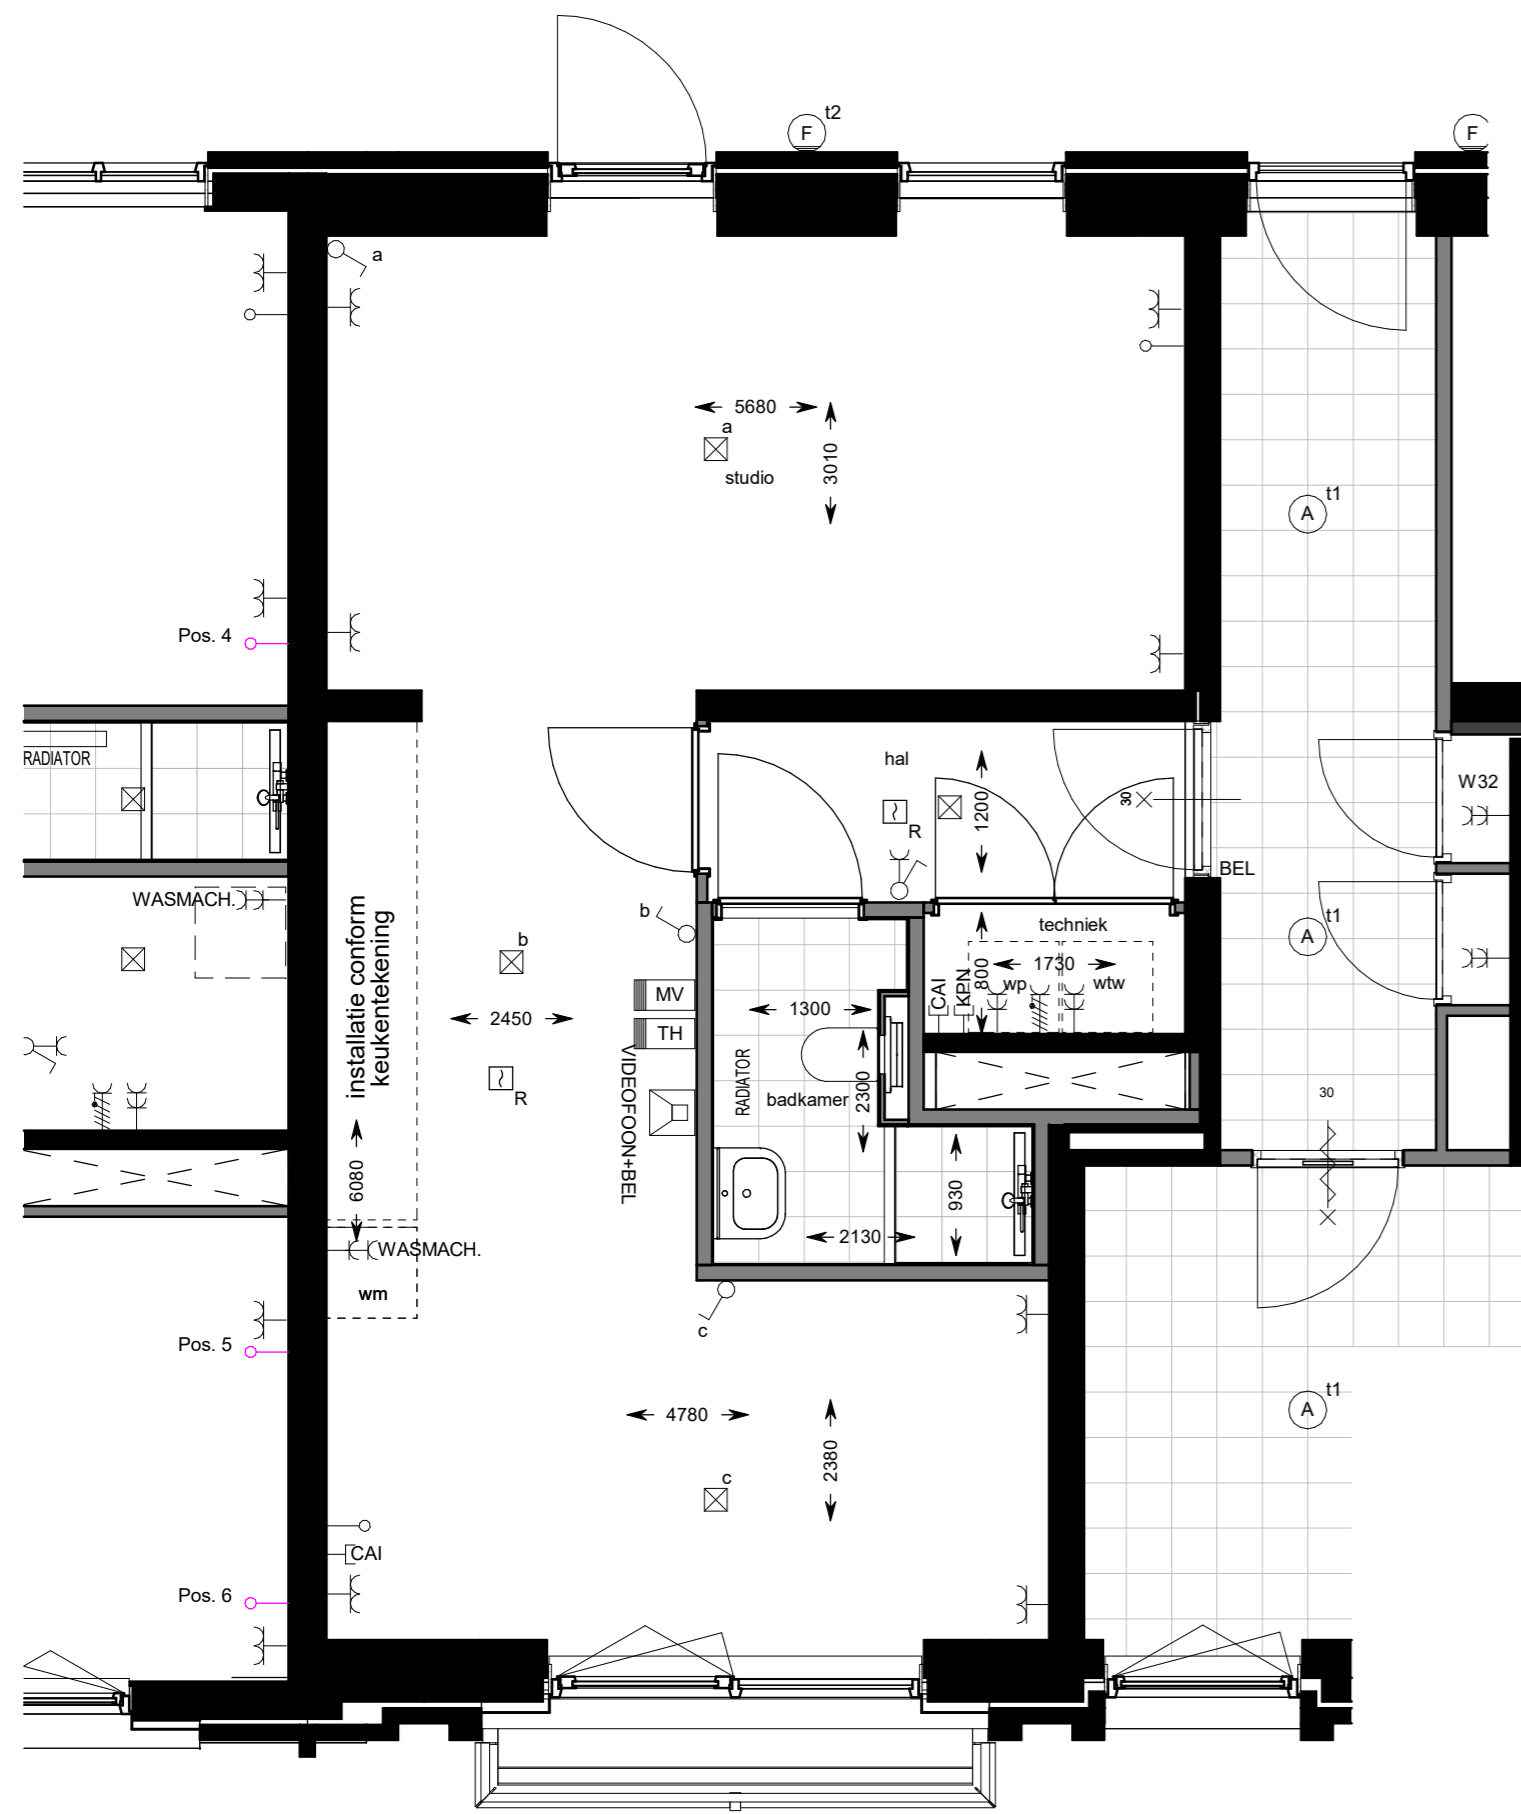 t2
F
F
a
5680
a
3010
studio
t1
A
Pos. 4
RADIATOR
hal
W32
30
1200
R
BEL
WASMACH.
installatie conform
keukentekening
b
b
techniek
t1
A
1730
800
CAI
KPN
wp
wtw
MV
1300
2450
TH
VIDEOFOON+BEL
RADIATOR
2300
badkamer
R
30
6080
930
2130
WASMACH.
wm
Pos. 5
c
4780
2380
t1
A
c
CAI
Pos. 6